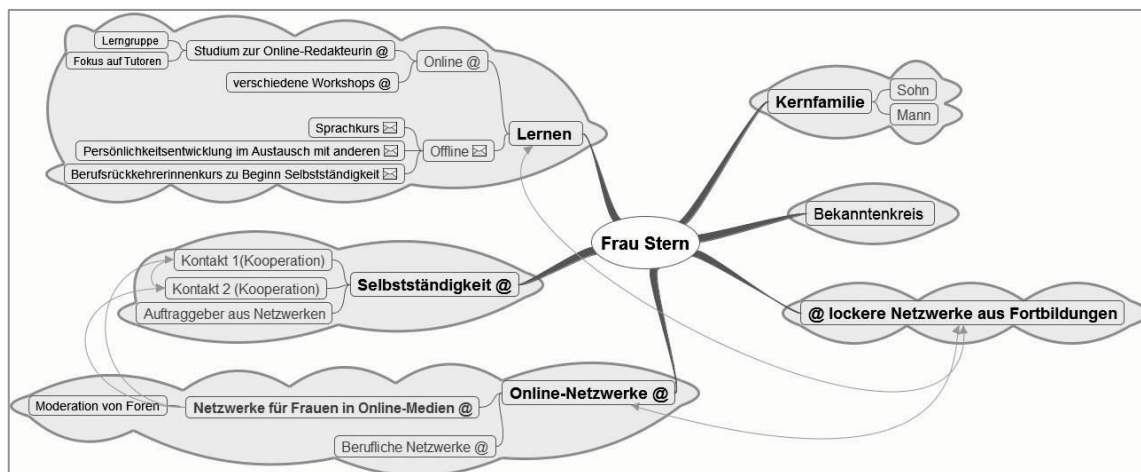 Lerngruppe
Fokus auf Tutoren
Studium zur Online-Redakteurin @
verschiedene Workshops @
Online @
Sprachkurs
Persönlichkeitsentwicklung im Austausch mit anderen
Berufsrückkehrerinnenkurs zu Beginn Selbstständigkeit
Offline
Lernen
Kernfamilie
Sohn
Mann
Bekanntenkreis
Frau Stern
@ lockere Netzwerke aus Fortbildungen
Kontakt 1(Kooperation)
Kontakt 2 (Kooperation)
Auftraggeber aus Netzwerken
Selbstständigkeit @
Online-Netzwerke @
Moderation von Foren
Netzwerke für Frauen in Online-Medien @
Berufliche Netzwerke @